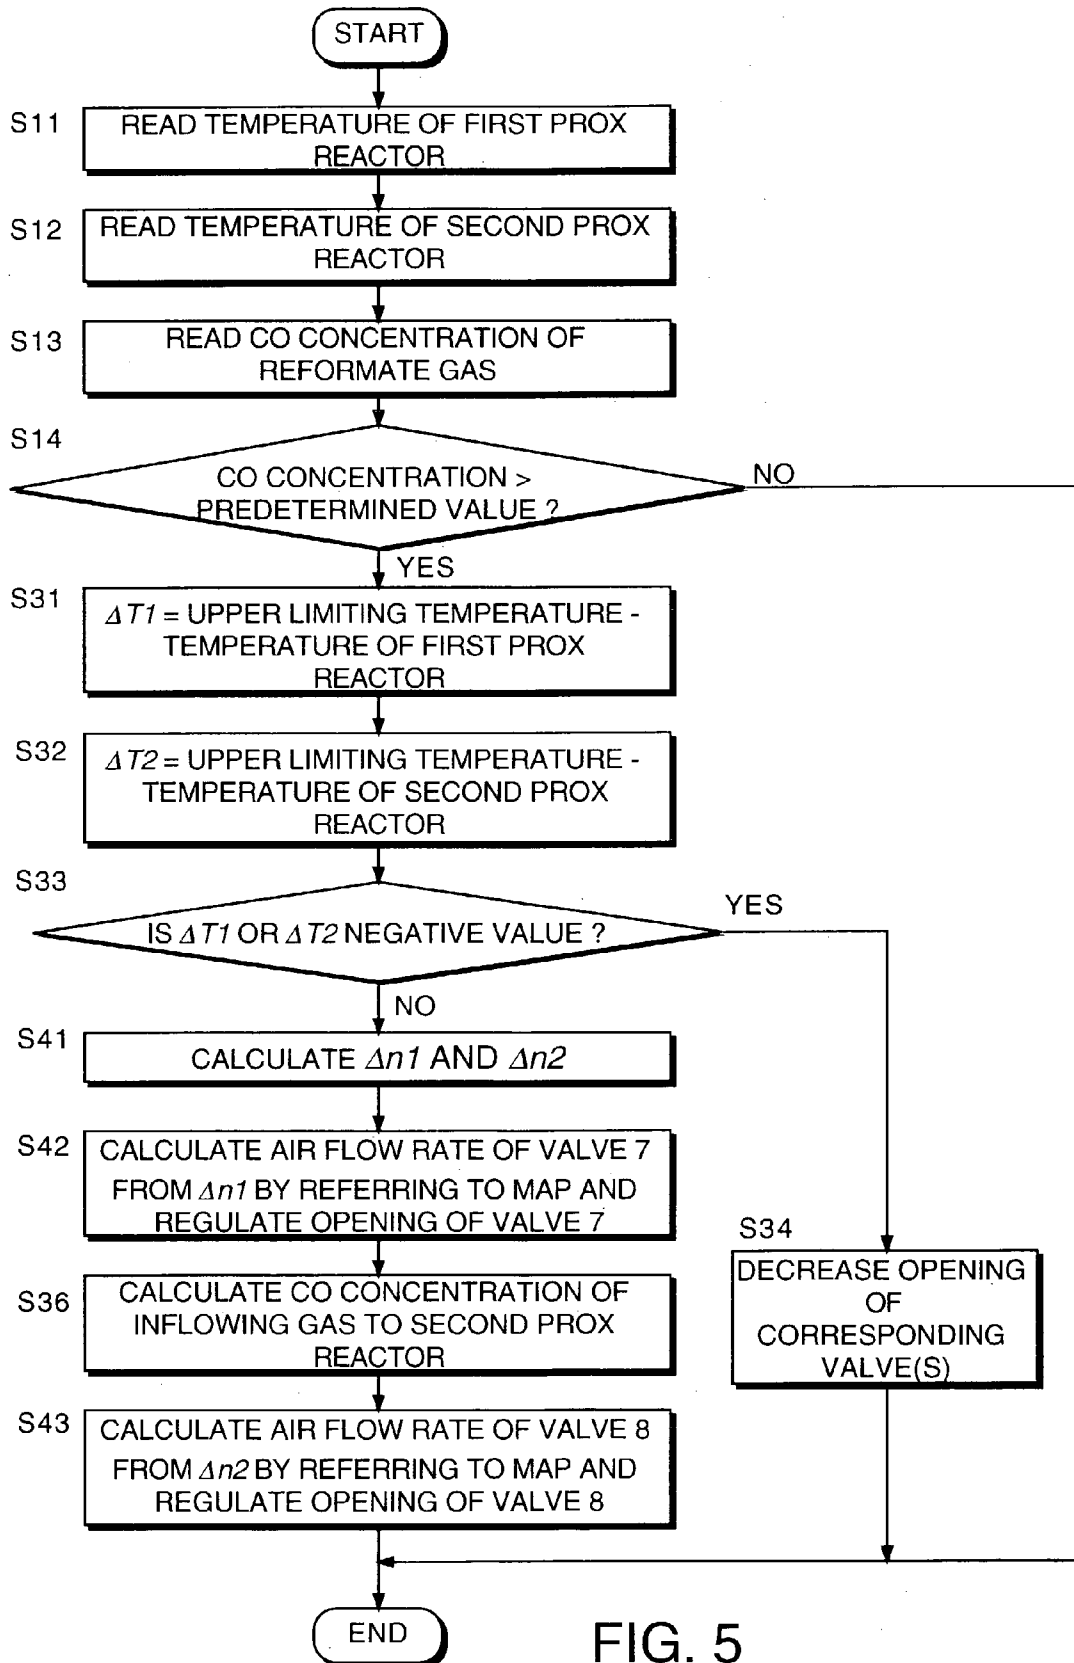 START
S11
READ TEMPERATURE OF FIRST PROX
REACTOR
S12
READ TEMPERATURE OF SECOND PROX
REACTOR
S13
READ CO CONCENTRATION OF
REFORMATE GAS
S14
CO CONCENTRATION >
PREDETERMINED VALUE ?
NO
YES
S31
ΔT1 = UPPER LIMITING TEMPERATURE -
TEMPERATURE OF FIRST PROX
REACTOR
S32
ΔT2 = UPPER LIMITING TEMPERATURE -
TEMPERATURE OF SECOND PROX
REACTOR
S33
IS ΔT1 OR ΔT2 NEGATIVE VALUE ?
YES
NO
S41
CALCULATE Δn1 AND Δn2
S42
CALCULATE AIR FLOW RATE OF VALVE 7
FROM Δn1 BY REFERRING TO MAP AND
REGULATE OPENING OF VALVE 7
S34
DECREASE OPENING
OF
CORRESPONDING
VALVE(S)
S36
CALCULATE CO CONCENTRATION OF
INFLOWING GAS TO SECOND PROX
REACTOR
S43
CALCULATE AIR FLOW RATE OF VALVE 8
FROM Δn2 BY REFERRING TO MAP AND
REGULATE OPENING OF VALVE 8
END
FIG. 5